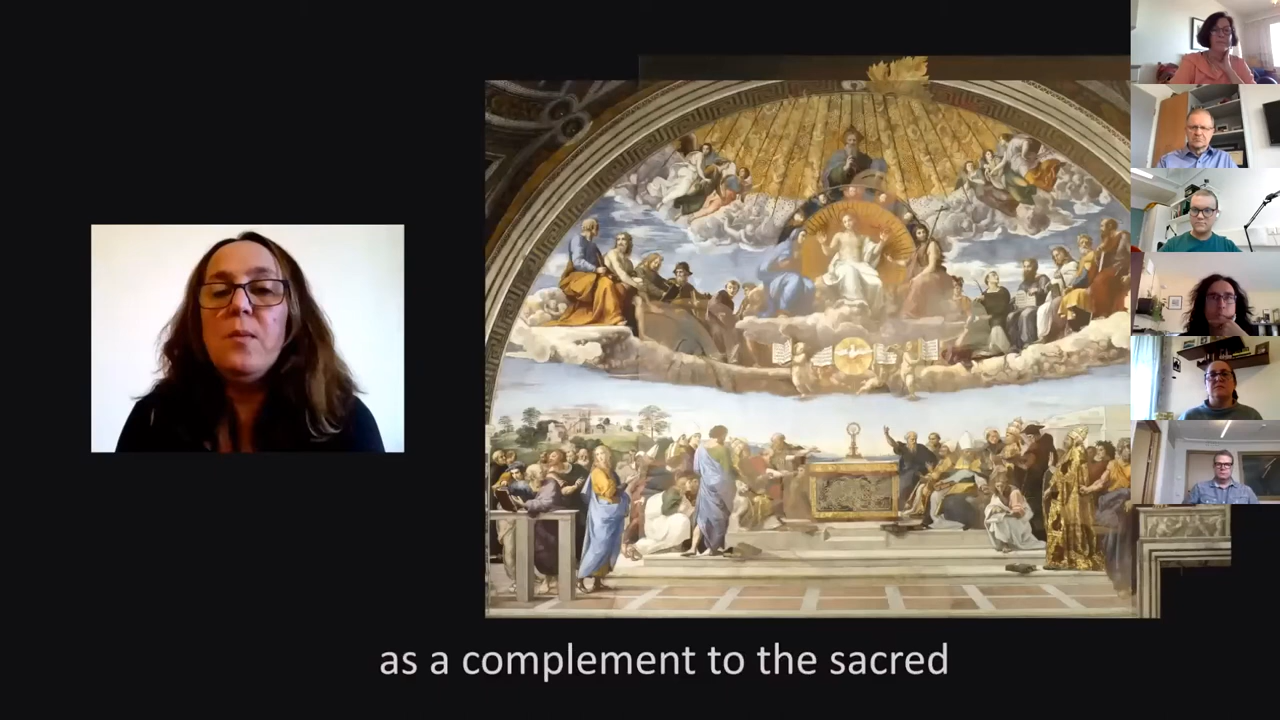 as a complement to the sacred